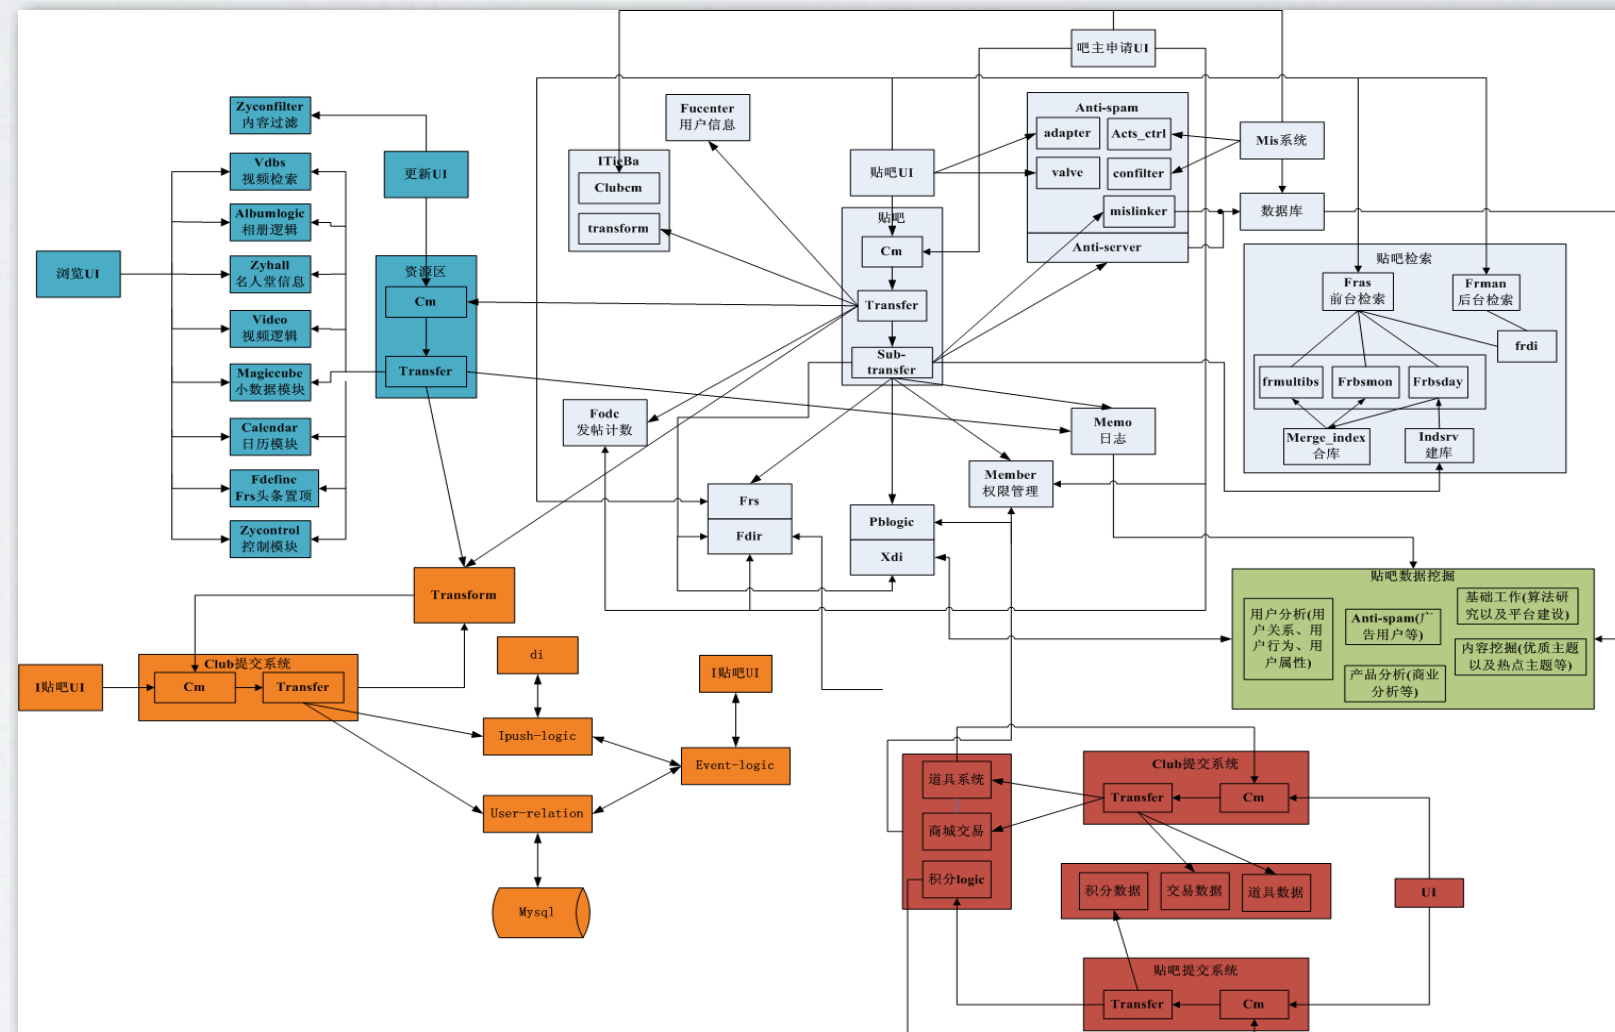 吧主申请UI
Zyconfilter
内容过滤
Vdbs
视频检索
Albumlogic
相册逻辑
Zyhall
名人堂信息
Video
视频逻辑
Magiccube
小数据模块
Calendar
日历模块
Fdefine
Frs头条置顶
Zycontrol
控制模块
浏览UI
更新UI
资源区
Cm
Transfer
Fucenter
用户信息
ITieBa
Clubcm
transform
贴吧UI
贴吧
Cm
Transfer
Sub-
transfer
Anti-spam
adapter
Acts_ctrl
valve
confilter
mislinker
Anti-server
Mis系统
数据库
贴吧检索
Fras
前台检索
Frman
后台检索
frdi
frmultibs
Frbsmon
Frbsday
Merge_index
合库
Indsrv
建库
Fodc
发帖计数
Memo
日志
Member
权限管理
Frs
Fdir
Pblogic
Xdi
贴吧数据挖掘
用户分析(用
户关系、用
户行为、用
户属性)
Anti-spam(广
告用户等)
产品分析(商业
分析等)
基础工作(算法研
究以及平台建设)
内容挖掘(优质主题
以及热点主题等)
Transform
I贴吧UI
Club提交系统
Cm
Transfer
di
I贴吧UI
Ipush-logic
Event-logic
User-relation
Mysql
道具系统
商城交易
积分logic
Club提交系统
Transfer
Cm
积分数据
交易数据
道具数据
UI
贴吧提交系统
Transfer
Cm